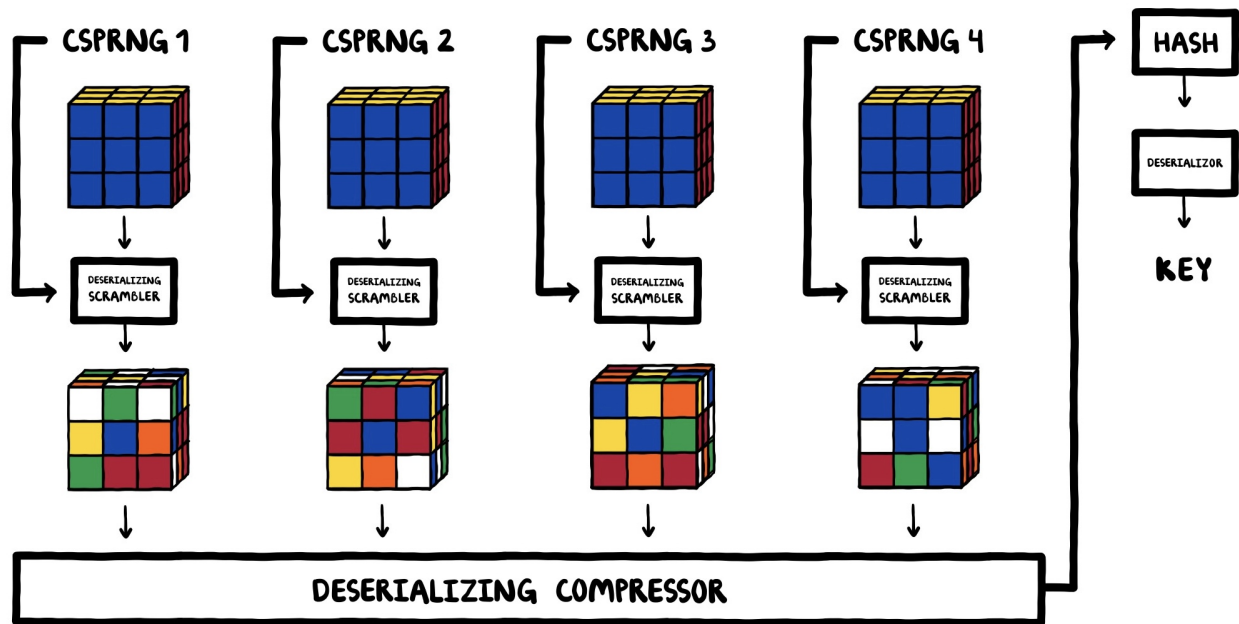 CSPRNG 1
CSPRNG 2
CSPRNG 3
CSPRNG 4
HASH
DESERIALIZOR
KEY
DESERIALIZING
SCRAMBLER
DESERIALIZING
SCRAMBLER
DESERIALIZING
SCRAMBLER
DESERIALIZING
SCRAMBLER
DESERIALIZING COMPRESSOR